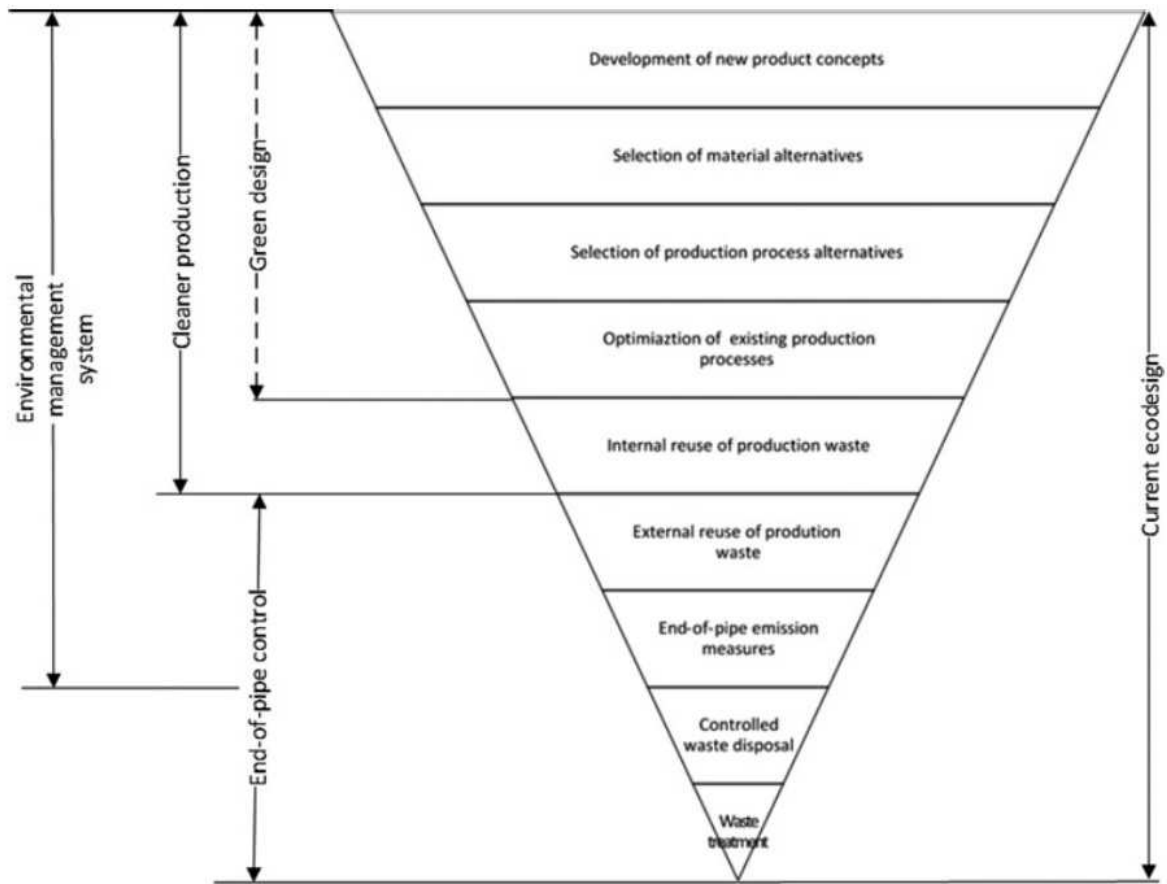 Development of new product concepts
Selection of material alternatives
Selection of production process alternatives
Optimiaztion of existing production
processes
Internal reuse of production waste
External reuse of prodution
waste
End-of-pipe emission
measures
Controlled
waste disposal
Waste
treatment
Environmental
management
system
Cleaner production
Green design
End-of-pipe control
Current ecodesign